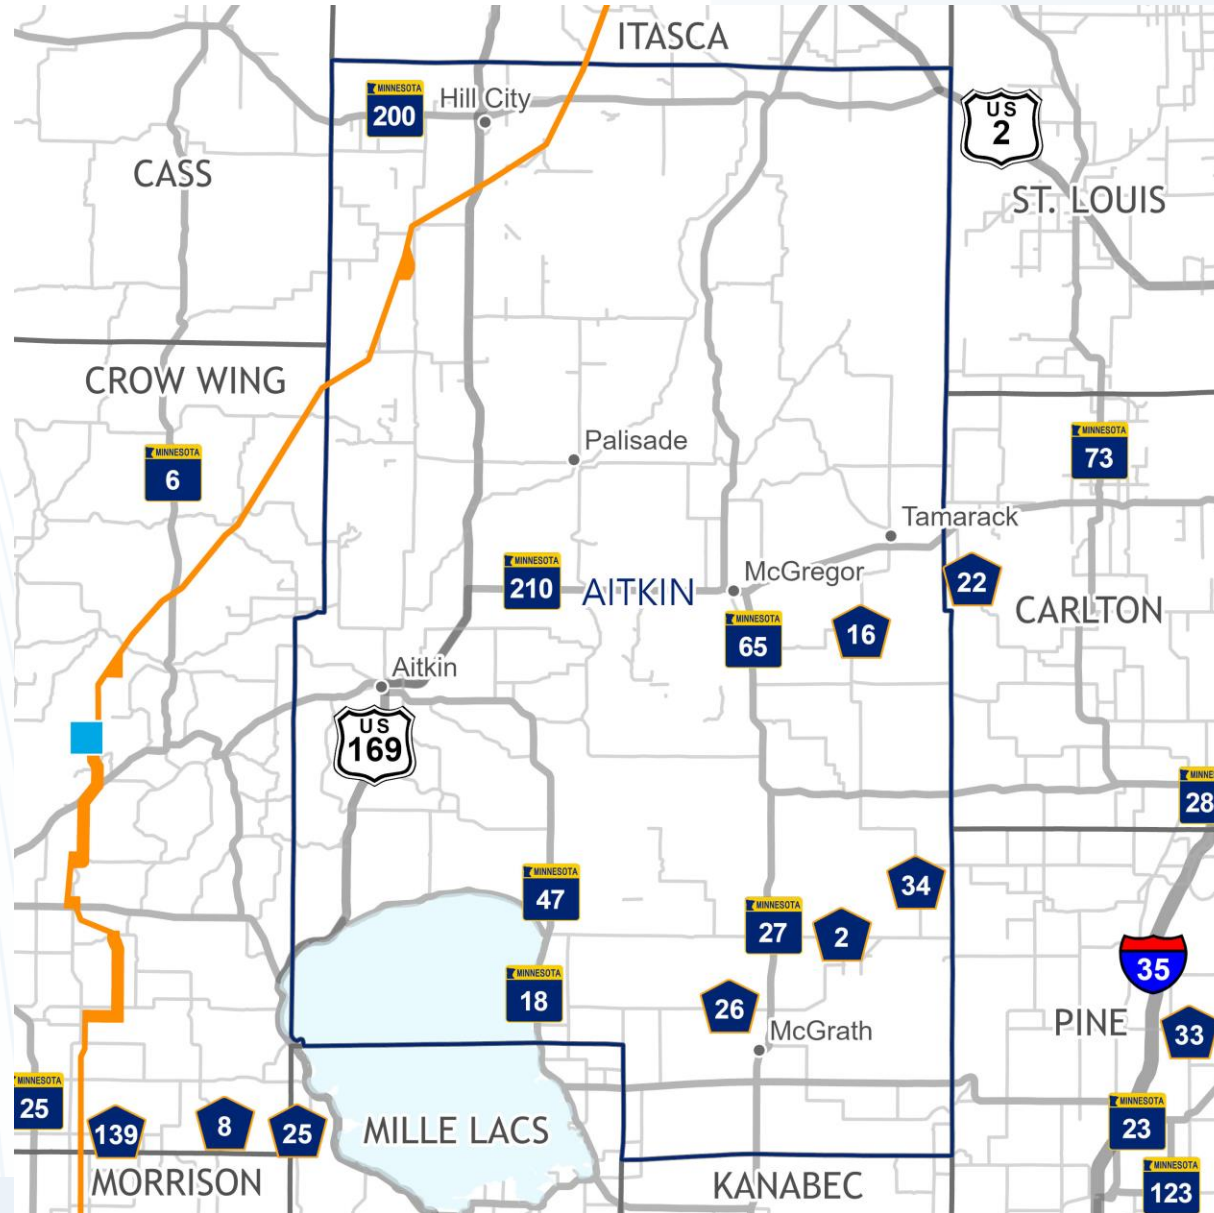 ITASCA
MINNESOTA
200
Hill City
US
2
CASS
ST. LOUIS
CROW WING
MINNESOTA
6
Palisade
MINNESOTA
73
Tamarack
MINNESOTA
210
AITKIN
McGregor
22
CARLTON
MINNESOTA
65
16
Aitkin
US
169
MINNE
28
MINNESOTA
47
34
MINNESOTA
27
2
35
MINNESOTA
18
26
McGrath
PINE
33
MINNESOTA
25
139
8
25
MILLE LACS
MINNESOTA
23
MORRISON
KANABEC
MINNESOTA
123